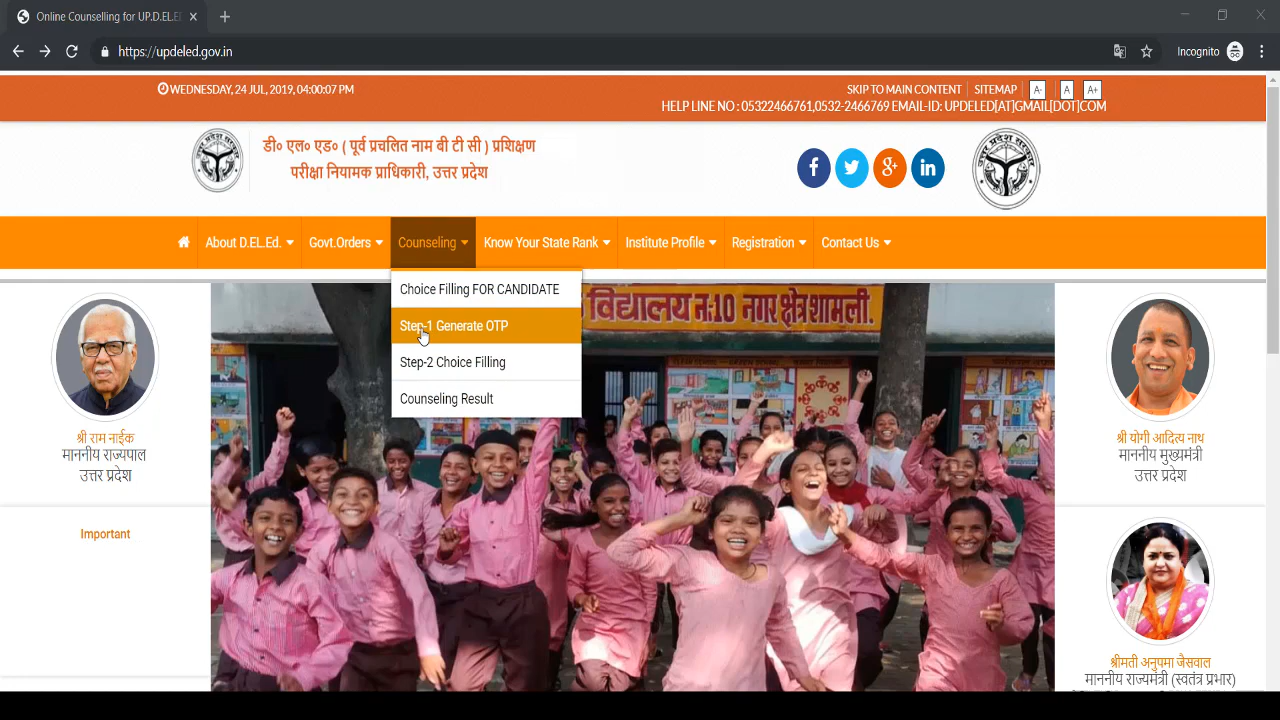 Online Counselling for UP.D.EL.E
https://updeled.gov.in
Incognito
WEDNESDAY, 24 JUL, 2019, 04:00:07 PM
SKIP TO MAIN CONTENT SITEMAP A- A A+
HELP LINE NO : 05322466761,0532-2466769 EMAIL-ID: UPDELED[AT]GMAIL[DOT]COM
डी० एल० एड० ( पूर्व प्रचलित नाम बी टी सी ) प्रशिक्षण
परीक्षा नियामक प्राधिकारी, उत्तर प्रदेश
About D.EL.Ed. Govt.Orders Counseling Know Your State Rank Institute Profile Registration Contact Us
Choice Filling FOR CANDIDATE
Step-1 Generate OTP
Step-2 Choice Filling
Counseling Result
विद्यालय नं:10 नगर क्षेत्र शामली.
श्री राम नाईक
माननीय राज्यपाल
उत्तर प्रदेश
Important
श्री योगी आदित्य नाथ
माननीय मुख्यमंत्री
उत्तर प्रदेश
श्रीमती अनुपमा जैसवाल
माननीय राज्यमंत्री (स्वतंत्र प्रभार)